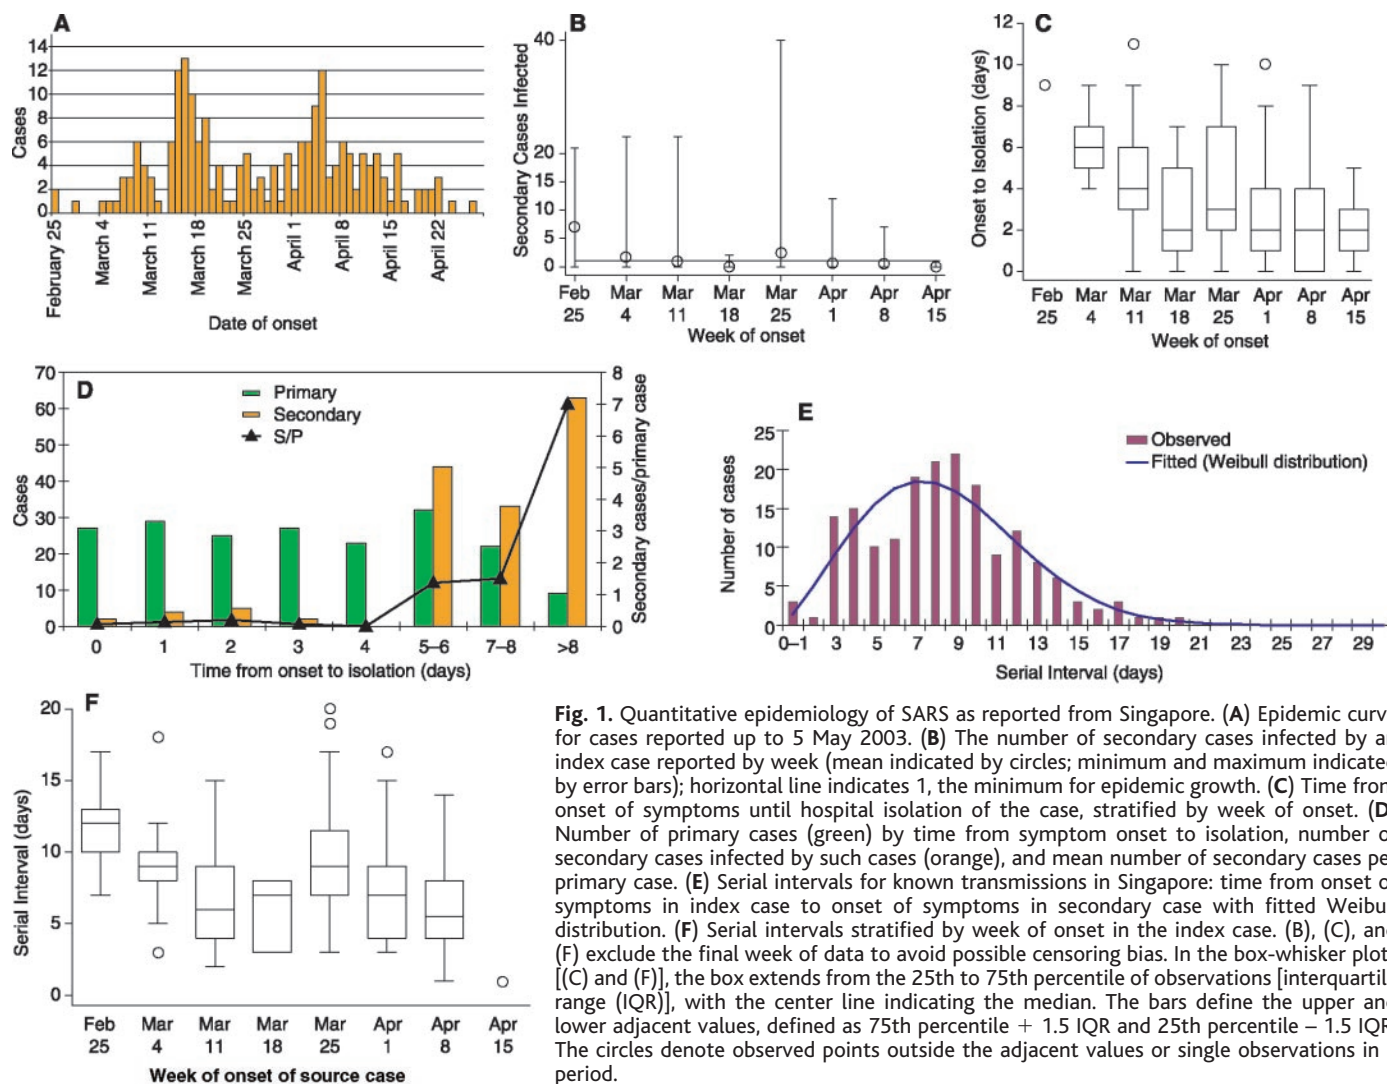 A
14
12
10
8
6
4
2
0
Cases
February 25
March 4
March 11
March 18
March 25
April 1
April 8
April 15
April 22
Date of onset
B
40
20
15
10
5
0
Secondary Cases Infected
Feb Mar Mar Mar Mar Apr Apr Apr
25 4 11 18 25 1 8 15
Week of onset
C
12
10
8
6
4
2
0
Onset to Isolation (days)
Feb Mar Mar Mar Mar Apr Apr Apr
25 4 11 18 25 1 8 15
Week of onset
D
70
60
50
40
30
20
10
0
Cases
Primary
Secondary
S/P
8
7
6
5
4
3
2
1
0
Secondary cases/primary case
0 1 2 3 4 5–6 7–8 >8
Time from onset to isolation (days)
E
25
20
15
10
5
0
Number of cases
Observed
Fitted (Weibull distribution)
0–1 3 5 7 9 11 13 15 17 19 21 23 25 27 29
Serial Interval (days)
F
20
15
10
5
0
Serial Interval (days)
Feb Mar Mar Mar Mar Apr Apr Apr
25 4 11 18 25 1 8 15
Week of onset of source case
Fig. 1. Quantitative epidemiology of SARS as reported from Singapore. (A) Epidemic curv
for cases reported up to 5 May 2003. (B) The number of secondary cases infected by a
index case reported by week (mean indicated by circles; minimum and maximum indicated
by error bars); horizontal line indicates 1, the minimum for epidemic growth. (C) Time from
onset of symptoms until hospital isolation of the case, stratified by week of onset. (D
Number of primary cases (green) by time from symptom onset to isolation, number o
secondary cases infected by such cases (orange), and mean number of secondary cases pe
primary case. (E) Serial intervals for known transmissions in Singapore: time from onset o
symptoms in index case to onset of symptoms in secondary case with fitted Weibu
distribution. (F) Serial intervals stratified by week of onset in the index case. (B), (C), and
(F) exclude the final week of data to avoid possible censoring bias. In the box-whisker plot
[(C) and (F)], the box extends from the 25th to 75th percentile of observations [interquartil
range (IQR)], with the center line indicating the median. The bars define the upper and
lower adjacent values, defined as 75th percentile + 1.5 IQR and 25th percentile – 1.5 IQR
The circles denote observed points outside the adjacent values or single observations in
period.